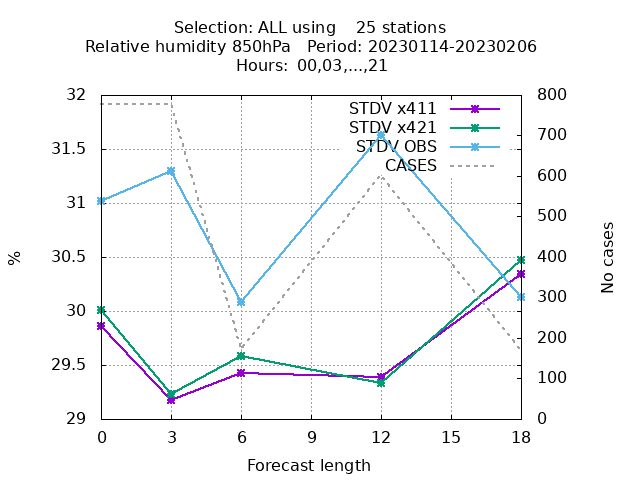 Selection: ALL using    25 stations
Relative humidity 850hPa   Period: 20230114-20230206
Hours:  00,03,...,21
STDV x411
STDV x421
STDV OBS
CASES
32
31.5
31
30.5
30
29.5
29
%
800
700
600
500
400
300
200
100
0
No cases
0 3 6 9 12 15 18
Forecast length